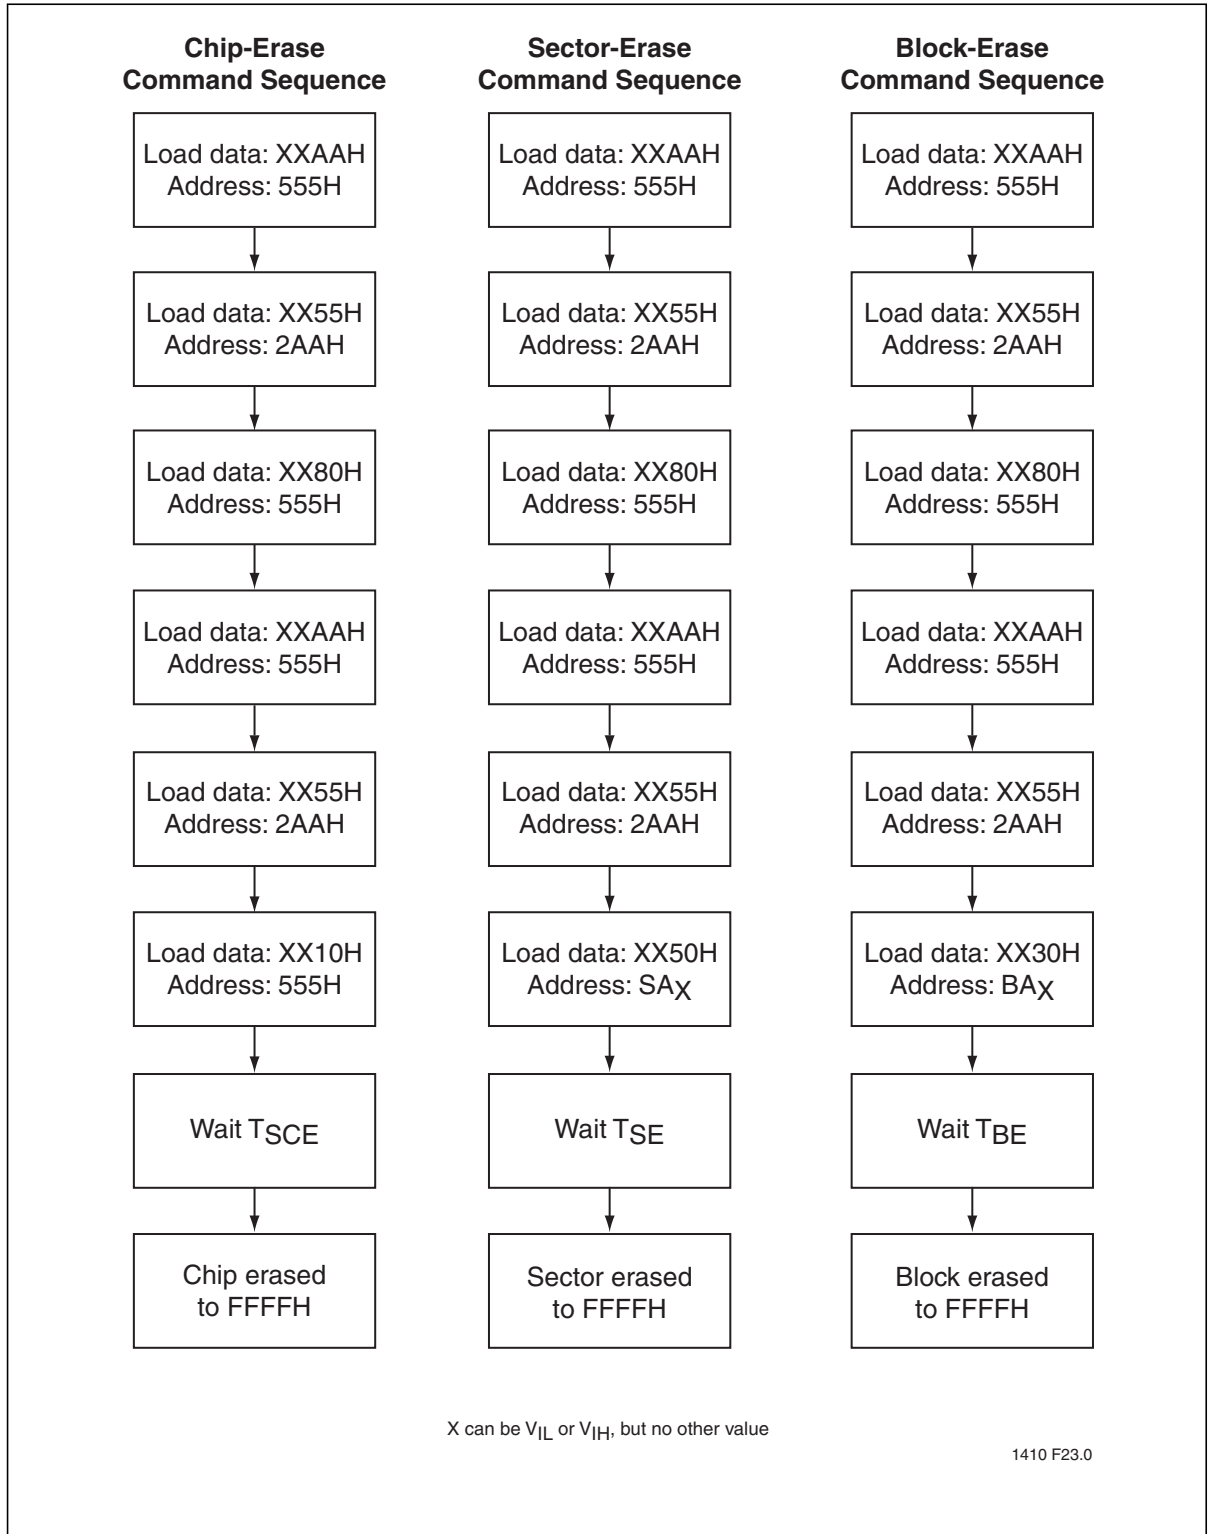 Chip-Erase
Command Sequence
Load data: XXAAH
Address: 555H
Load data: XX55H
Address: 2AAH
Load data: XX80H
Address: 555H
Load data: XXAAH
Address: 555H
Load data: XX55H
Address: 2AAH
Load data: XX10H
Address: 555H
Wait TSCE
Chip erased
to FFFFH
Sector-Erase
Command Sequence
Load data: XXAAH
Address: 555H
Load data: XX55H
Address: 2AAH
Load data: XX80H
Address: 555H
Load data: XXAAH
Address: 555H
Load data: XX55H
Address: 2AAH
Load data: XX50H
Address: SAX
Wait TSE
Sector erased
to FFFFH
Block-Erase
Command Sequence
Load data: XXAAH
Address: 555H
Load data: XX55H
Address: 2AAH
Load data: XX80H
Address: 555H
Load data: XXAAH
Address: 555H
Load data: XX55H
Address: 2AAH
Load data: XX30H
Address: BAX
Wait TBE
Block erased
to FFFFH
X can be VIL or VIH, but no other value
1410 F23.0